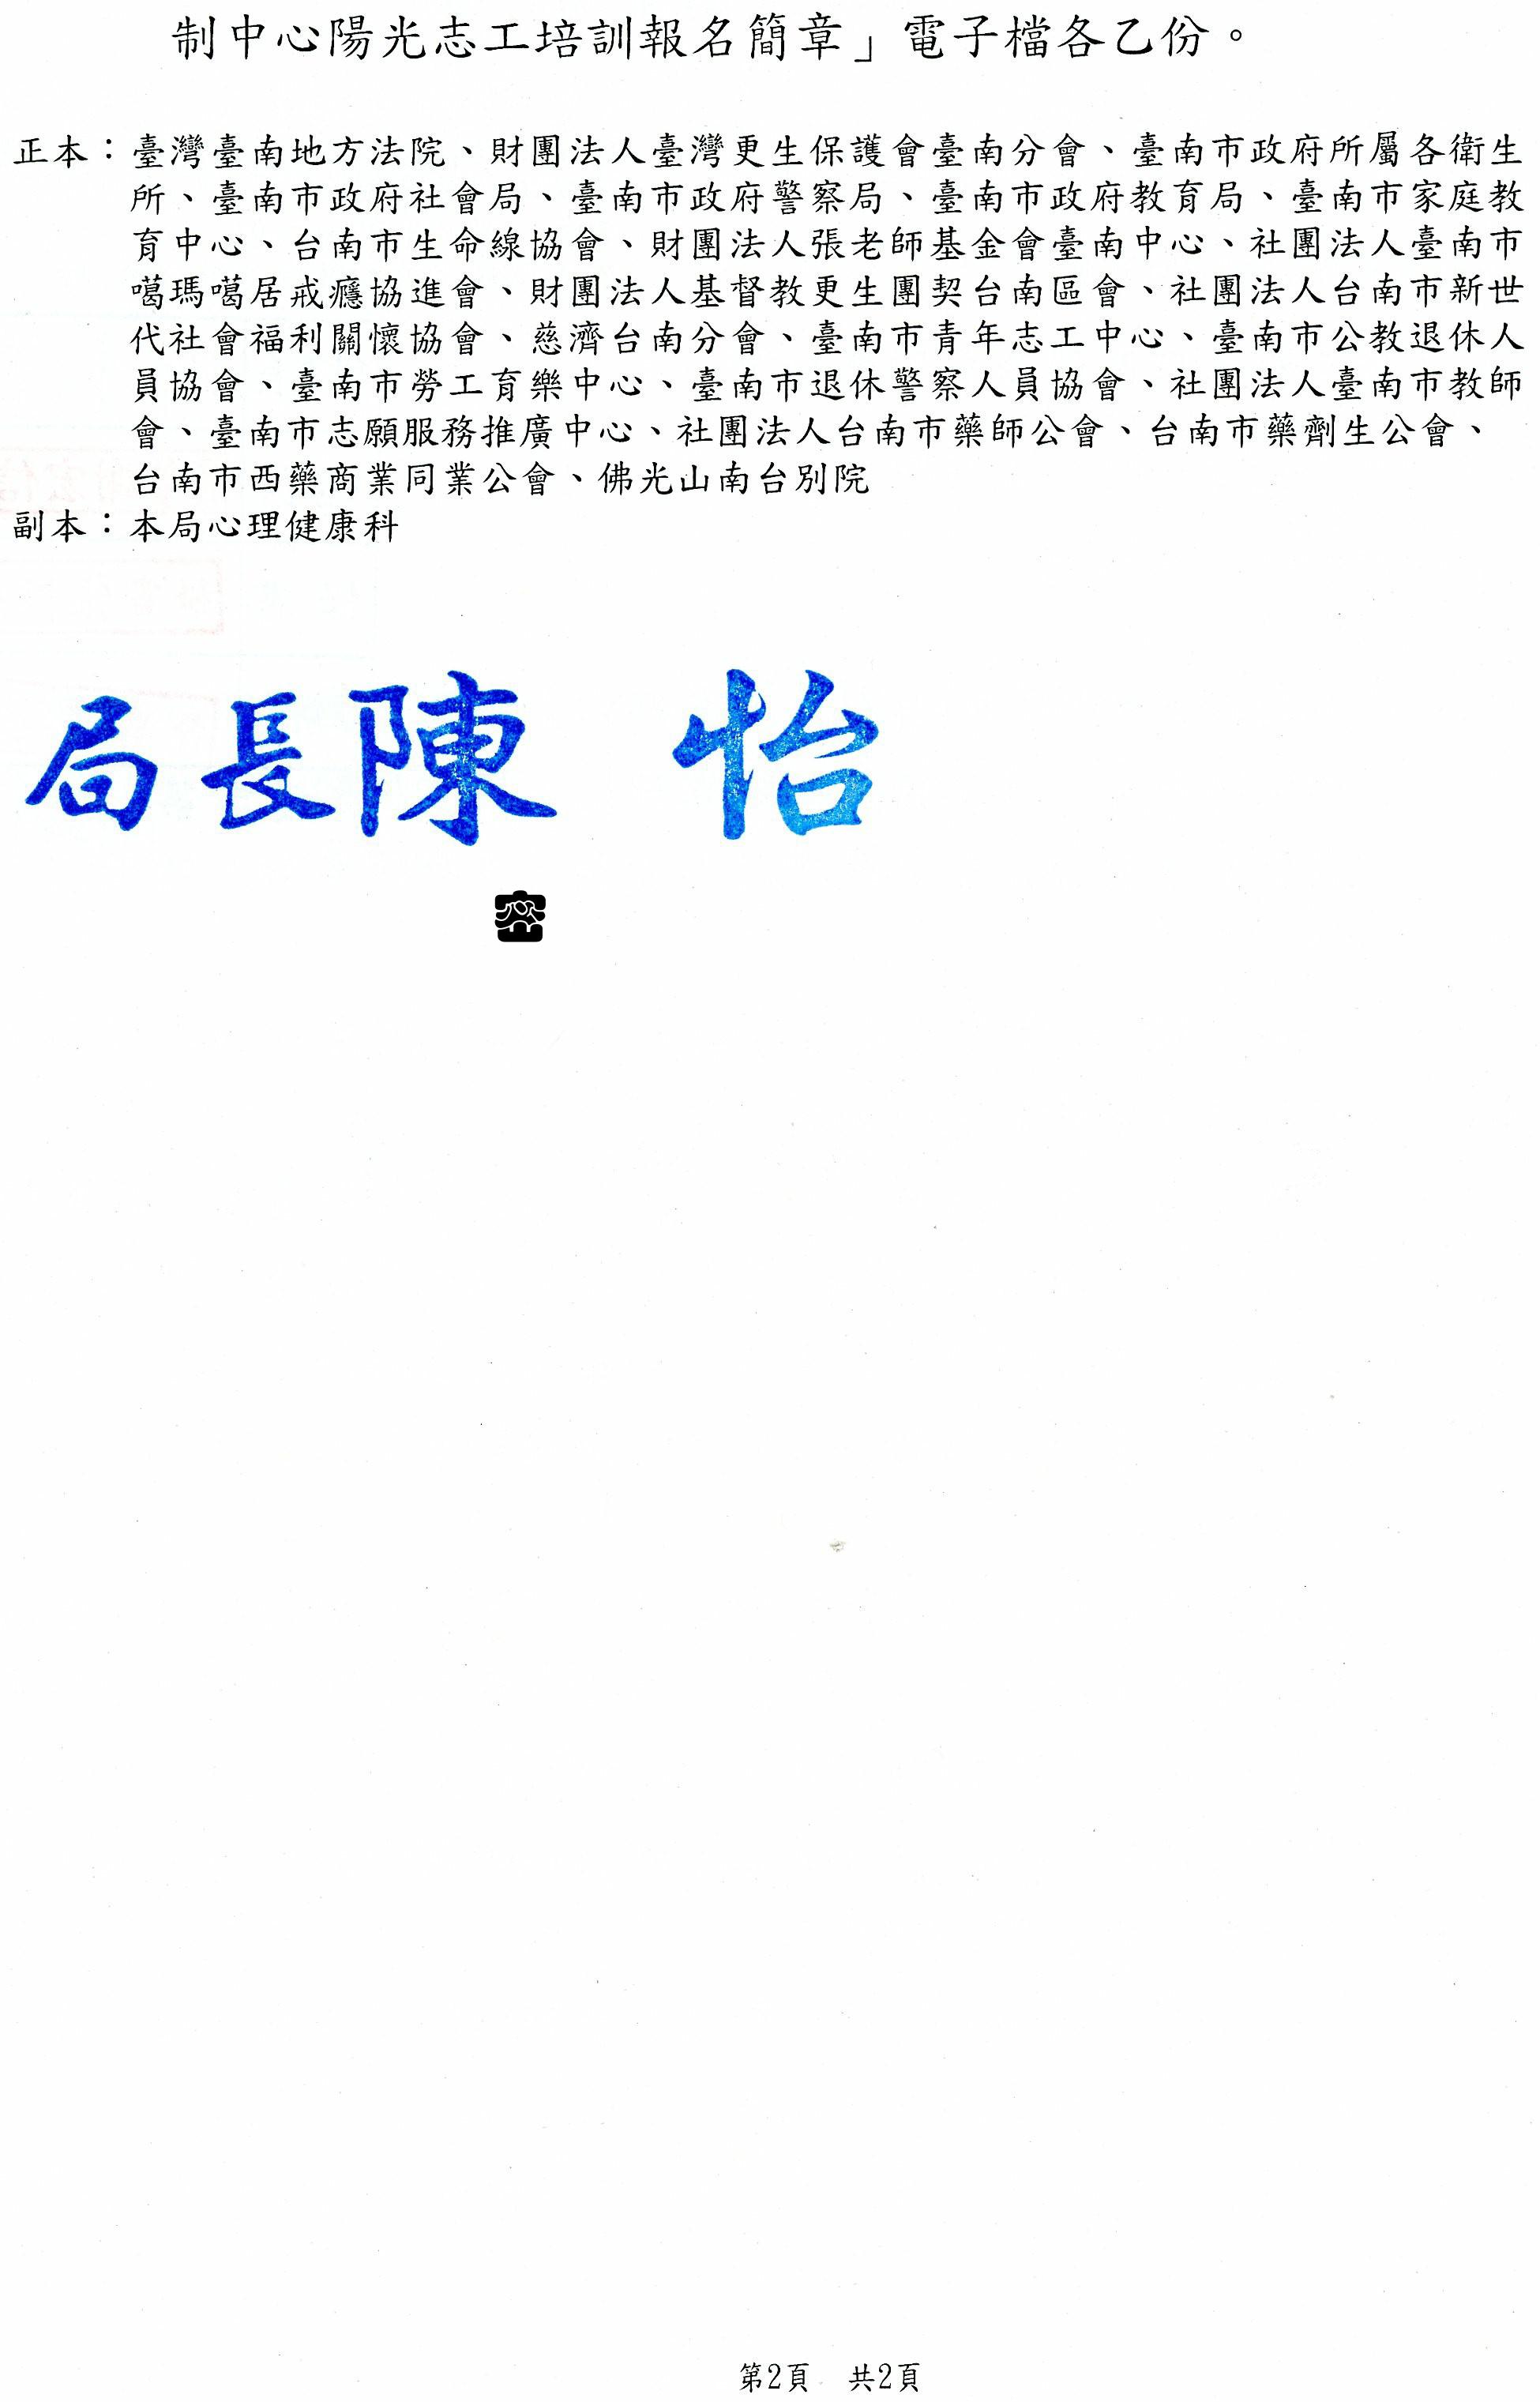 制中心陽光志工培訓報名簡章」電子檔各乙份。
正本：臺灣臺南地方法院、財團法人臺灣更生保護會臺南分會、臺南市政府所屬各衛生
所、臺南市政府社會局、臺南市政府警察局、臺南市政府教育局、臺南市家庭教
育中心、台南市生命線協會、財團法人張老師基金會臺南中心、社團法人臺南市
噶瑪噶居戒癮協進會、財團法人基督教更生團契台南區會、社團法人台南市新世
代社會福利關懷協會、慈濟台南分會、臺南市青年志工中心、臺南市公教退休人
員協會、臺南市勞工育樂中心、臺南市退休警察人員協會、社團法人臺南市教師
會、臺南市志願服務推廣中心、社團法人台南市藥師公會、台南市藥劑生公會、
台南市西藥商業同業公會、佛光山南台別院
副本：本局心理健康科
局長陳 怡
第2頁 共2頁